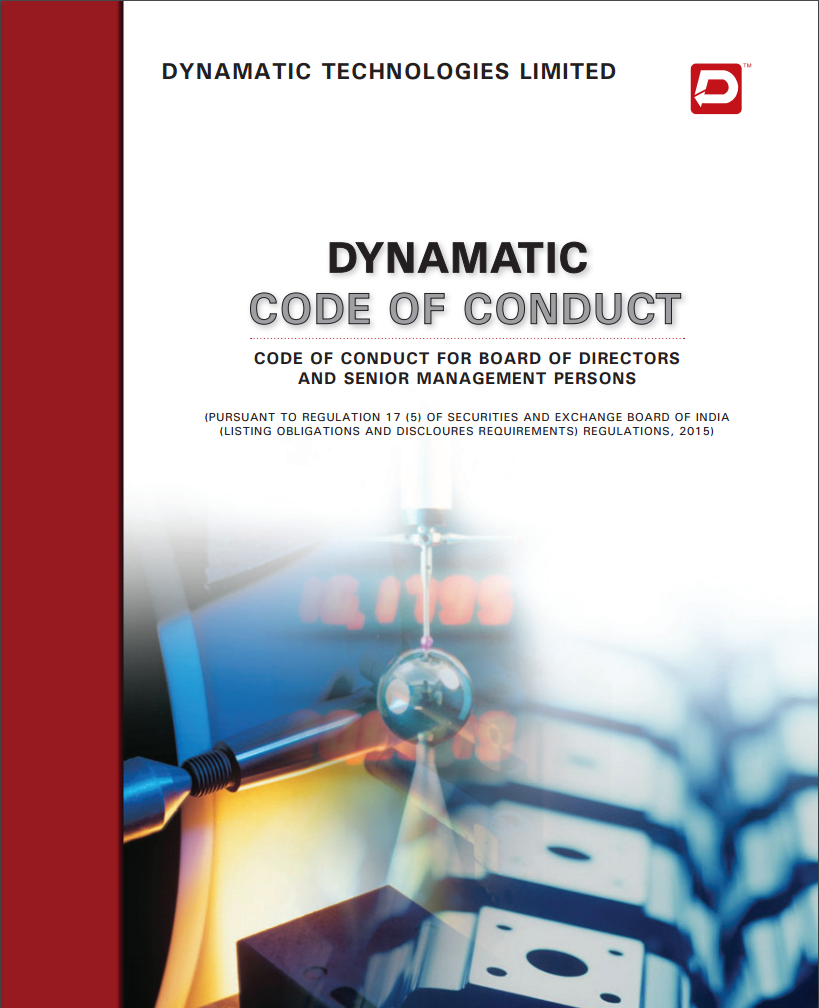 DYNAMATIC TECHNOLOGIES LIMITED
TM
DYNAMATIC
CODE OF CONDUCT
CODE OF CONDUCT FOR BOARD OF DIRECTORS
AND SENIOR MANAGEMENT PERSONS
(PURSUANT TO REGULATION 17 (5) OF SECURITIES AND EXCHANGE BOARD OF INDIA
(LISTING OBLIGATIONS AND DISCLOURES REQUIREMENTS) REGULATIONS, 2015)